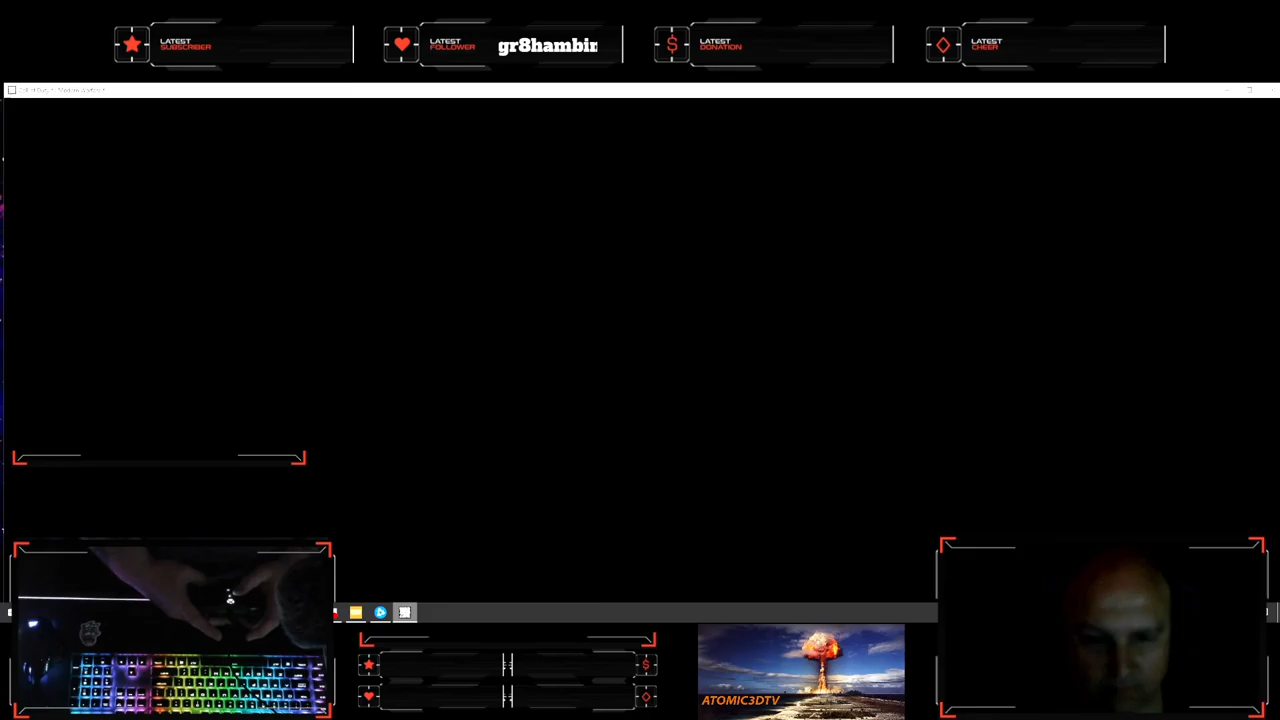 LATEST
SUBSCRIBER
LATEST
FOLLOWER
gr8hambir
LATEST
DONATION
LATEST
CHEER
ATOMIC3DTV